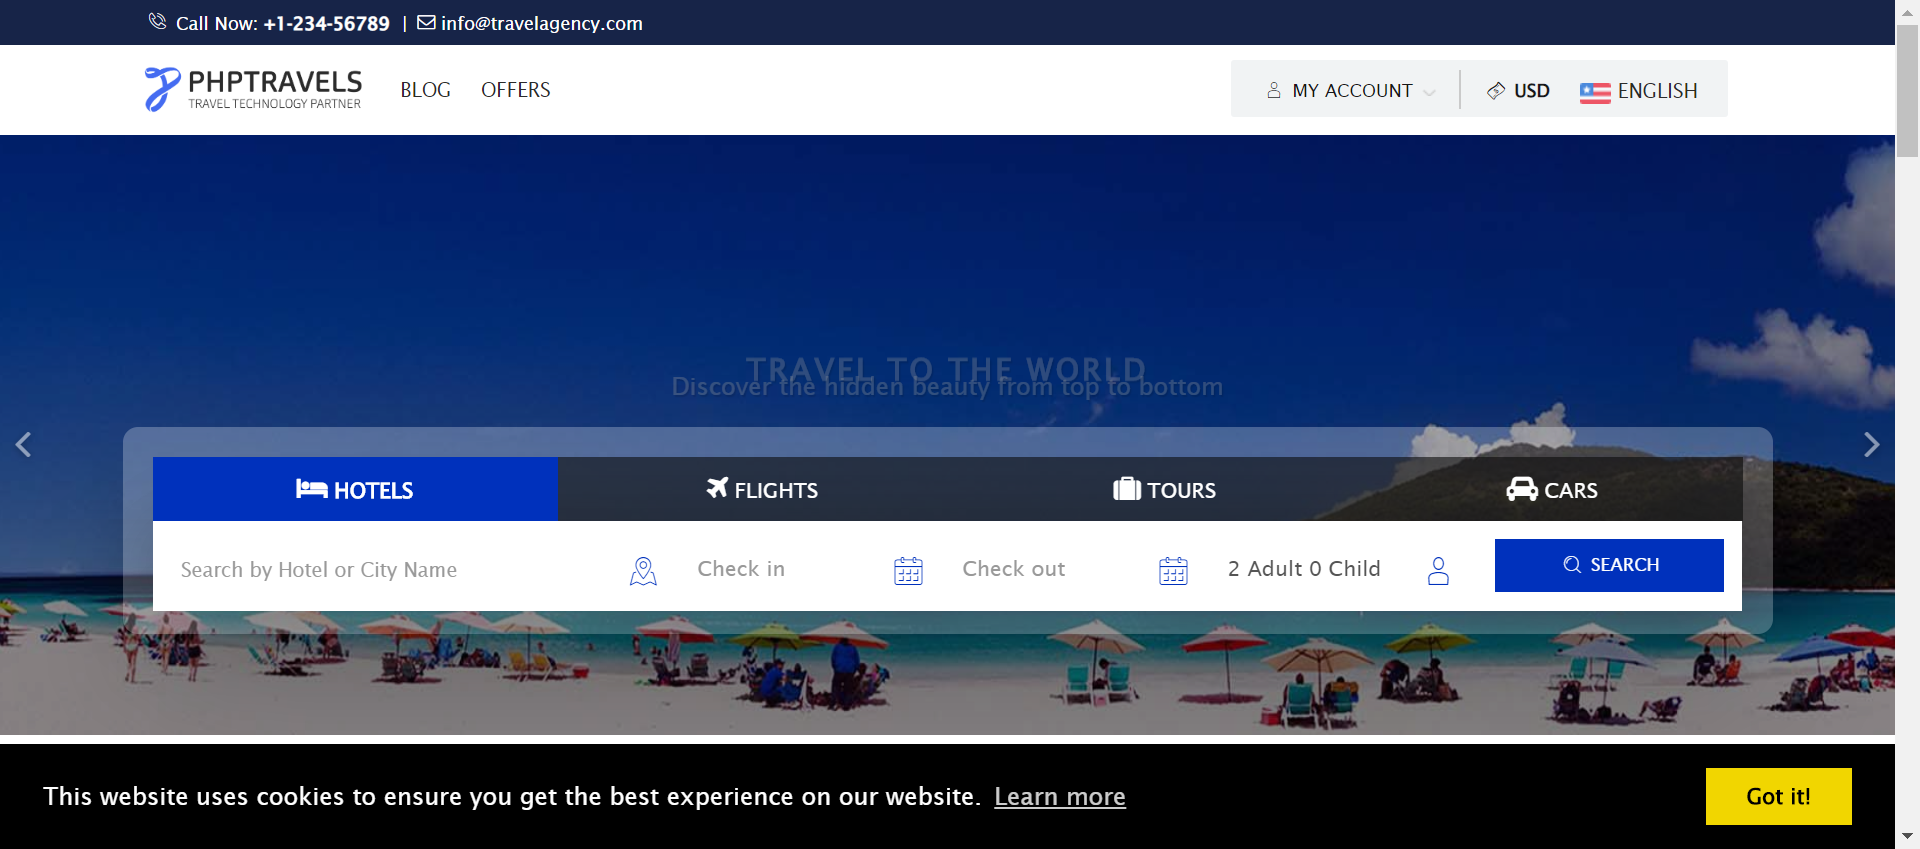 Call Now: +1-234-56789 | info@travelagency.com
PHPTRAVELS
TRAVEL TECHNOLOGY PARTNER
BLOG OFFERS
MY ACCOUNT USD ENGLISH
TRAVEL TO THE WORLD
Discover the hidden beauty from top to bottom
HOTELS FLIGHTS TOURS CARS
Search by Hotel or City Name Check in Check out 2 Adult 0 Child SEARCH
This website uses cookies to ensure you get the best experience on our website. Learn more Got it!